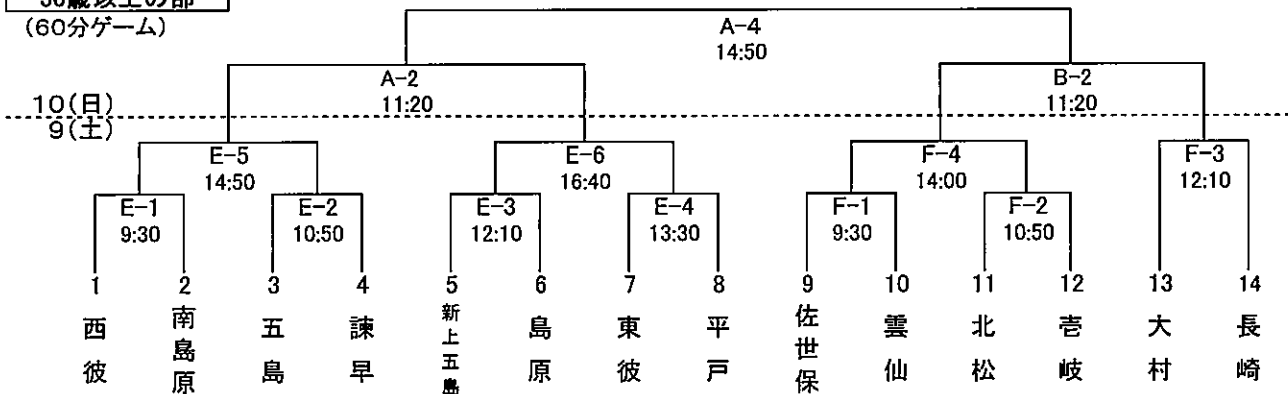 (60分ゲーム)
A-4
14:50
A-2
11:20
B-2
11:20
10(日)
9(土)
E-5
14:50
E-6
16:40
F-4
14:00
F-3
12:10
E-1
9:30
E-2
10:50
E-3
12:10
E-4
13:30
F-1
9:30
F-2
10:50
1 2 3 4 5 6 7 8 9 10 11 12 13 14
西彼
南島原
五島
諫早
新上五島
島原
東彼
平戸
佐世保
雲仙
北松
壱岐
大村
長崎